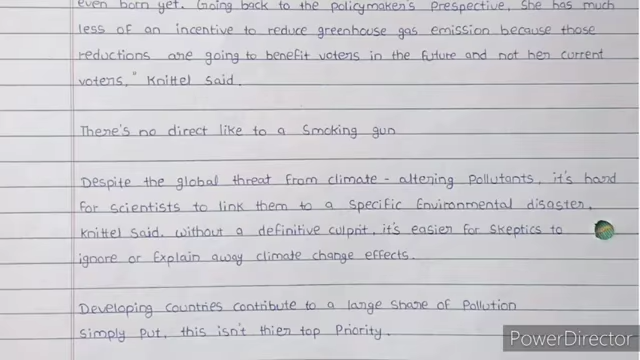 even born yet. Going back to the policymaker's Prespective, She has much
less of an incentive to reduce greenhouse gas emission because those
reductions are going to benefit voters in the future and not her current
voters," Knittel said.
There's no direct like to a Smoking gun
Despite the global threat from climate - altering Pollutants, it's hard
for scientists to link them to a specific Environmental disaster,
Knittel said. without a definitive culprit, it's easier for skeptics to
ignore or Explain away climate change effects.
Developing countries contribute to a large share of Pollution
Simply put, this isn't thier top Priority.
PowerDirector